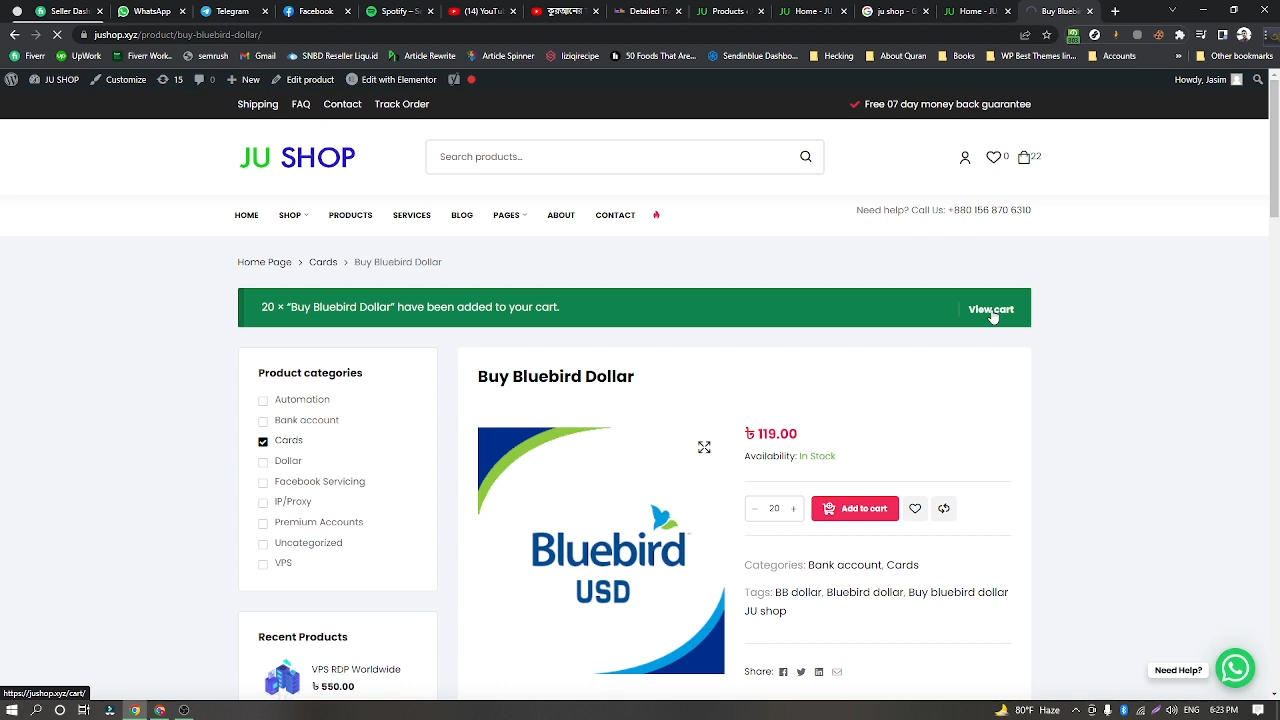 Seller Das
WhatsApp
Telegram
Facebook
Spotify – S
(14) YouT
Detailed Tr
JU Shop -
Home - JU
ju shop - G
Home - JU
Buy Blueb
jushop.xyz/product/buy-bluebird-dollar/
Fiverr
UpWork
Fiverr Work..
semrush
Gmail
SNBD Reseller Liquid
Article Rewrite
Article Spinner
50 Foods That Are...
Sendinblue Dashbo...
Hecking
About Quran
Books
WP Best Themes lin...
Accounts
»
Other bookmarks
JU SHOP
Customize
15
0
New
Edit product
Edit with Elementor
Howdy, Jasim
Shipping
FAQ
Contact
Track Order
Free 07 day money back guarantee
JU SHOP
Search products...
0
22
HOME
SHOP
PRODUCTS
SERVICES
BLOG
PAGES
ABOUT
CONTACT
Need help? Call Us: +880 156 870 6310
Home Page > Cards > Buy Bluebird Dollar
20 × “Buy Bluebird Dollar” have been added to your cart.
View cart
Product categories
Automation
Bank account
Cards
Dollar
Facebook Servicing
IP/Proxy
Premium Accounts
Uncategorized
VPS
Recent Products
VPS RDP Worldwide
৳ 550.00
Buy Bluebird Dollar
Bluebird
USD
৳ 119.00
Availability: In Stock
− 20 +
Add to cart
Categories: Bank account, Cards
Tags: BB dollar, Bluebird dollar, Buy bluebird dollar
JU shop
Share:
Need Help?
https://jushop.xyz/cart/
80°F Haze
ENG
6:23 PM